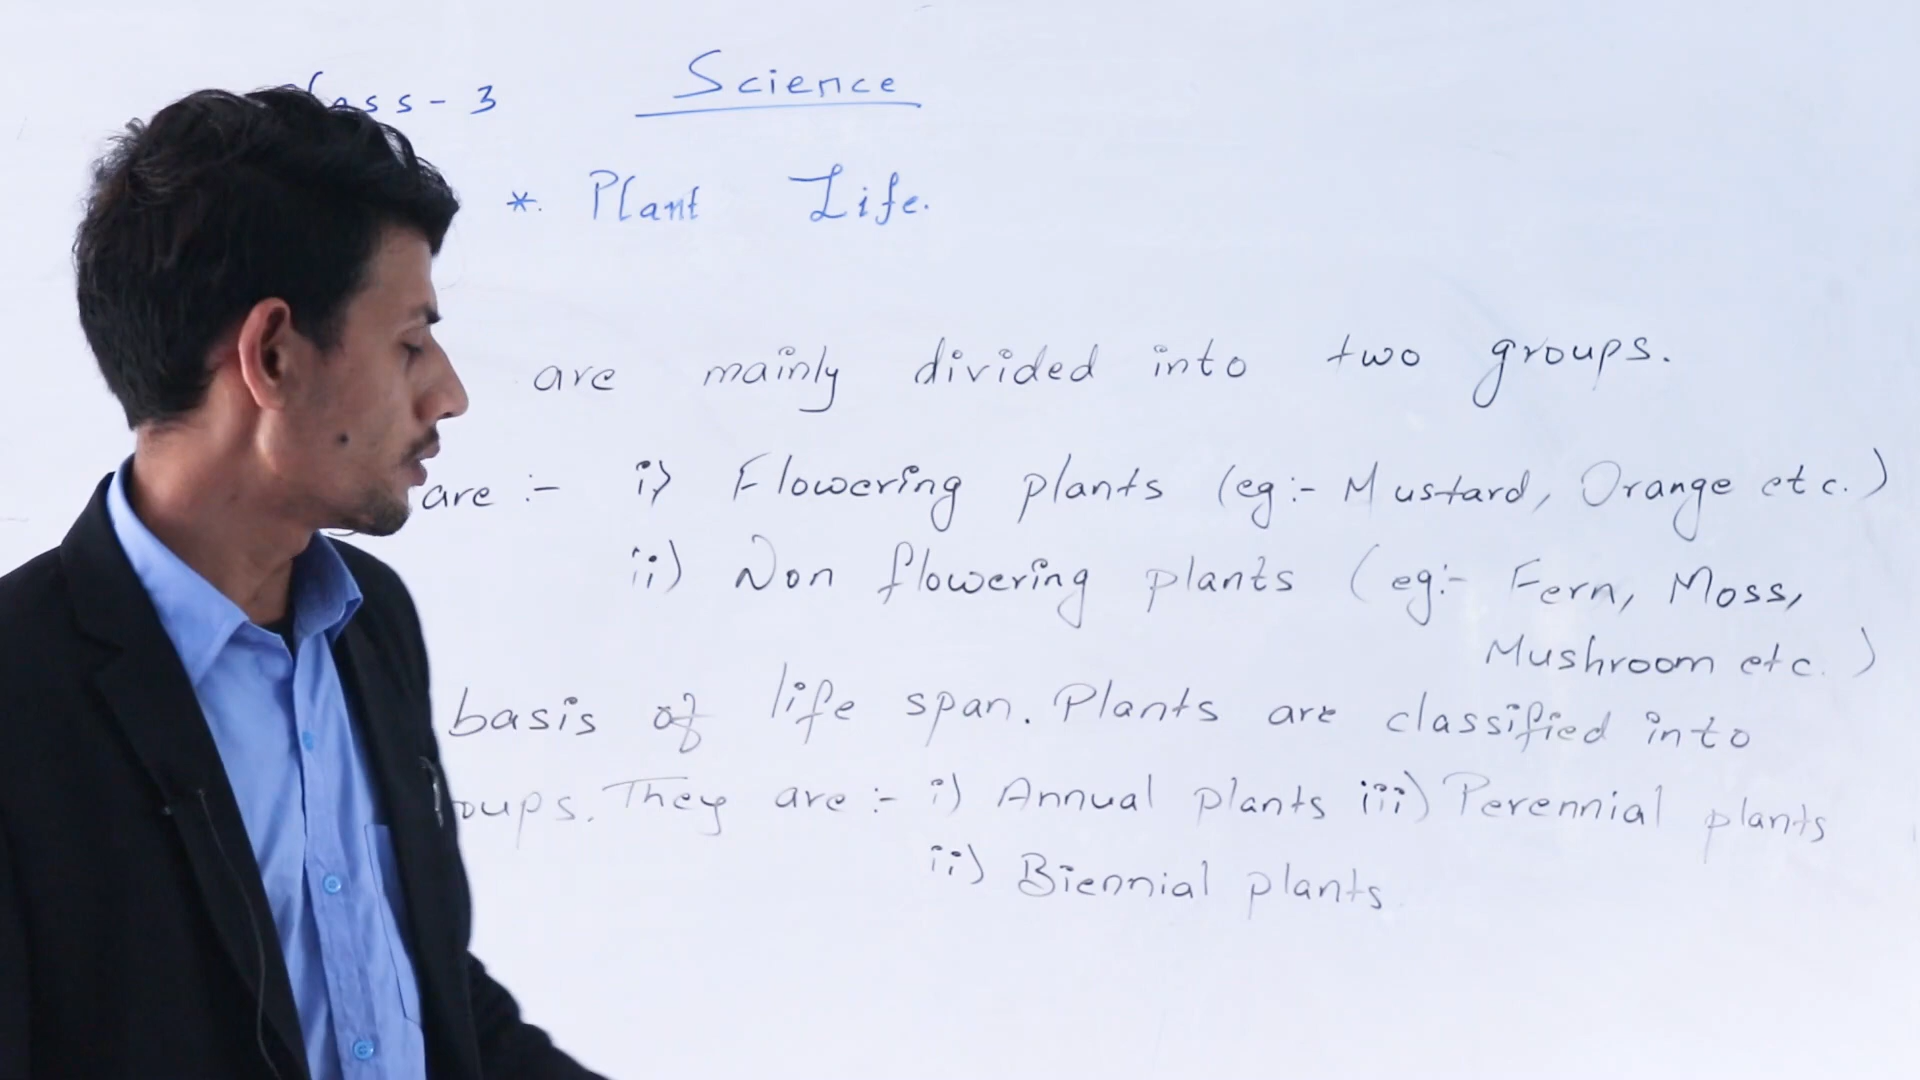 ass - 3 Science
*. Plant Life.
are mainly divided into two groups.
are :- i) Flowering plants (eg:- Mustard, Orange etc.)
ii) Non flowering plants (eg:- Fern, Moss,
Mushroom etc.)
basis of life span. Plants are classified into
oups. They are :- i) Annual plants iii) Perennial plants
ii) Biennial plants